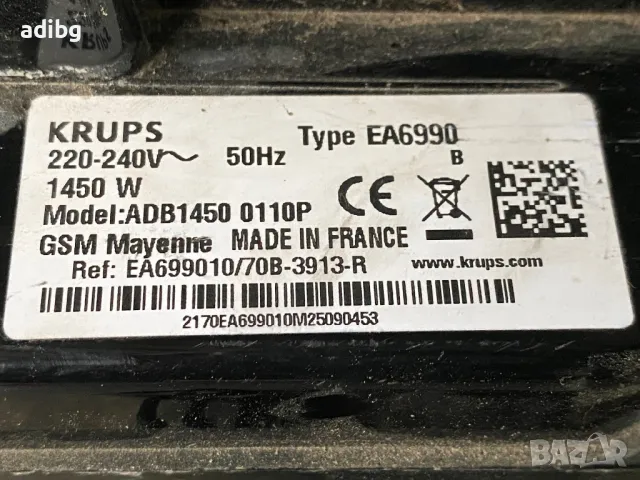 adibg
KRUPS Type EA6990
220-240V~ 50Hz B
1450 W
Model:ADB1450 0110P
CE
GSM Mayenne MADE IN FRANCE
Ref: EA699010/70B-3913-R www.krups.com
2170EA699010M25090453
BAZAR